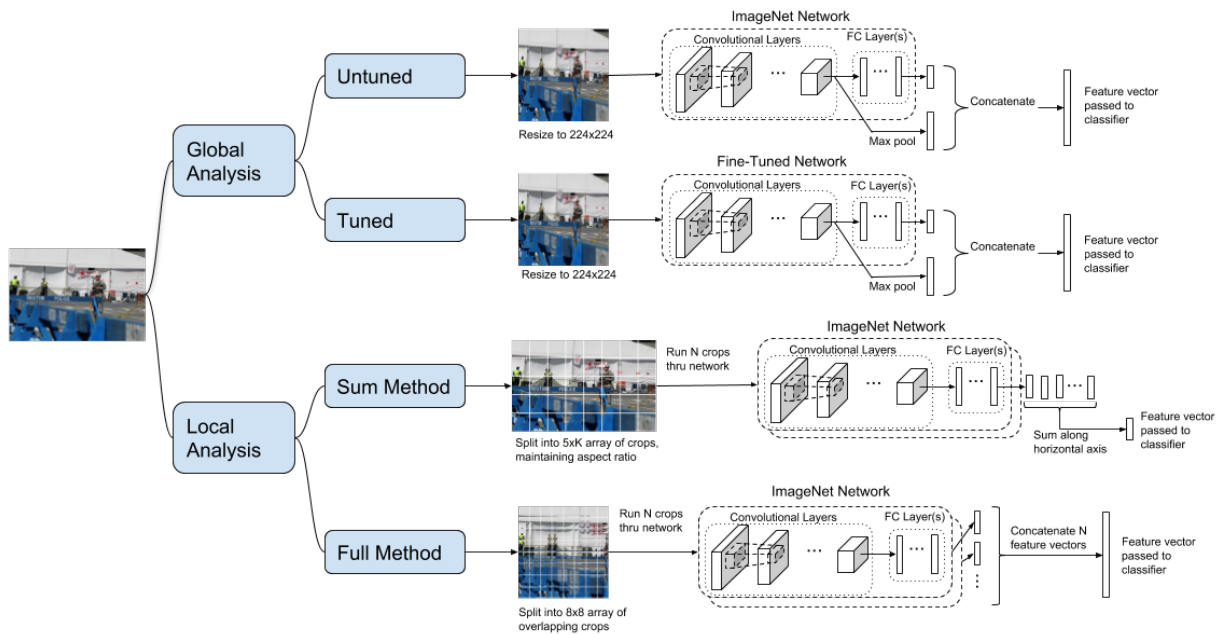 ImageNet Network
Convolutional Layers
FC Layer(s)
...
...
Untuned
Resize to 224x224
Max pool
Concatenate
Feature vector
passed to
classifier
Global
Analysis
Fine-Tuned Network
Convolutional Layers
FC Layer(s)
...
...
Tuned
Resize to 224x224
Max pool
Concatenate
Feature vector
passed to
classifier
ImageNet Network
Run N crops
thru network
Convolutional Layers
FC Layer(s)
...
...
...
Sum Method
Split into 5xK array of crops,
maintaining aspect ratio
Sum along
horizontal axis
Feature vector
passed to
classifier
Local
Analysis
ImageNet Network
Run N crops
thru network
Convolutional Layers
FC Layer(s)
...
...
Full Method
Split into 8x8 array of
overlapping crops
Concatenate N
feature vectors
Feature vector
passed to
classifier